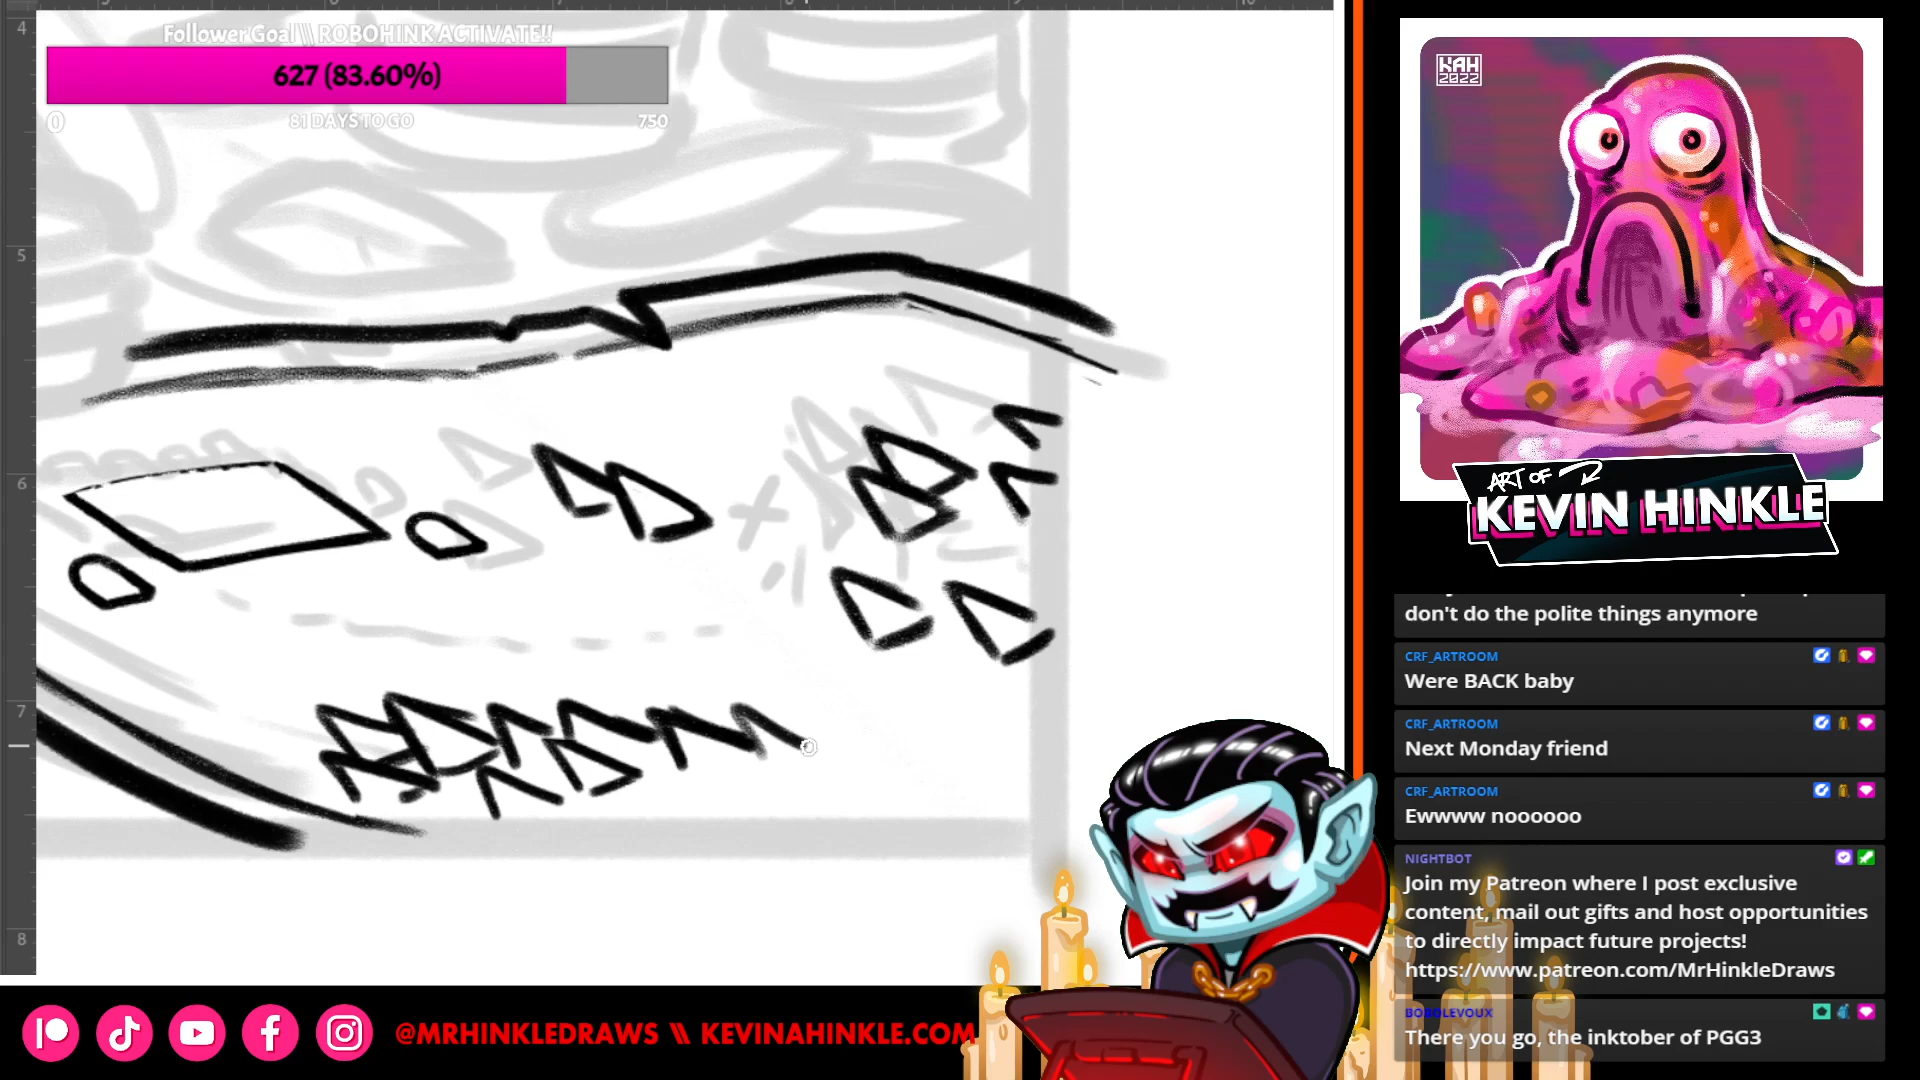 Follower Goal \\ ROBOHINK ACTIVATE!!
627 (83.60%)
0
81 DAYS TO GO
750
4
5
6
7
8
KAH
2022
ART OF
KEVIN HINKLE
don't do the polite things anymore
CRF_ARTROOM
Were BACK baby
CRF_ARTROOM
Next Monday friend
CRF_ARTROOM
Ewwww noooooo
NIGHTBOT
Join my Patreon where I post exclusive
content, mail out gifts and host opportunities
to directly impact future projects!
https://www.patreon.com/MrHinkleDraws
BOBOLEVOUX
There you go, the inktober of PGG3
@MRHINKLEDRAWS \\ KEVINAHINKLE.COM